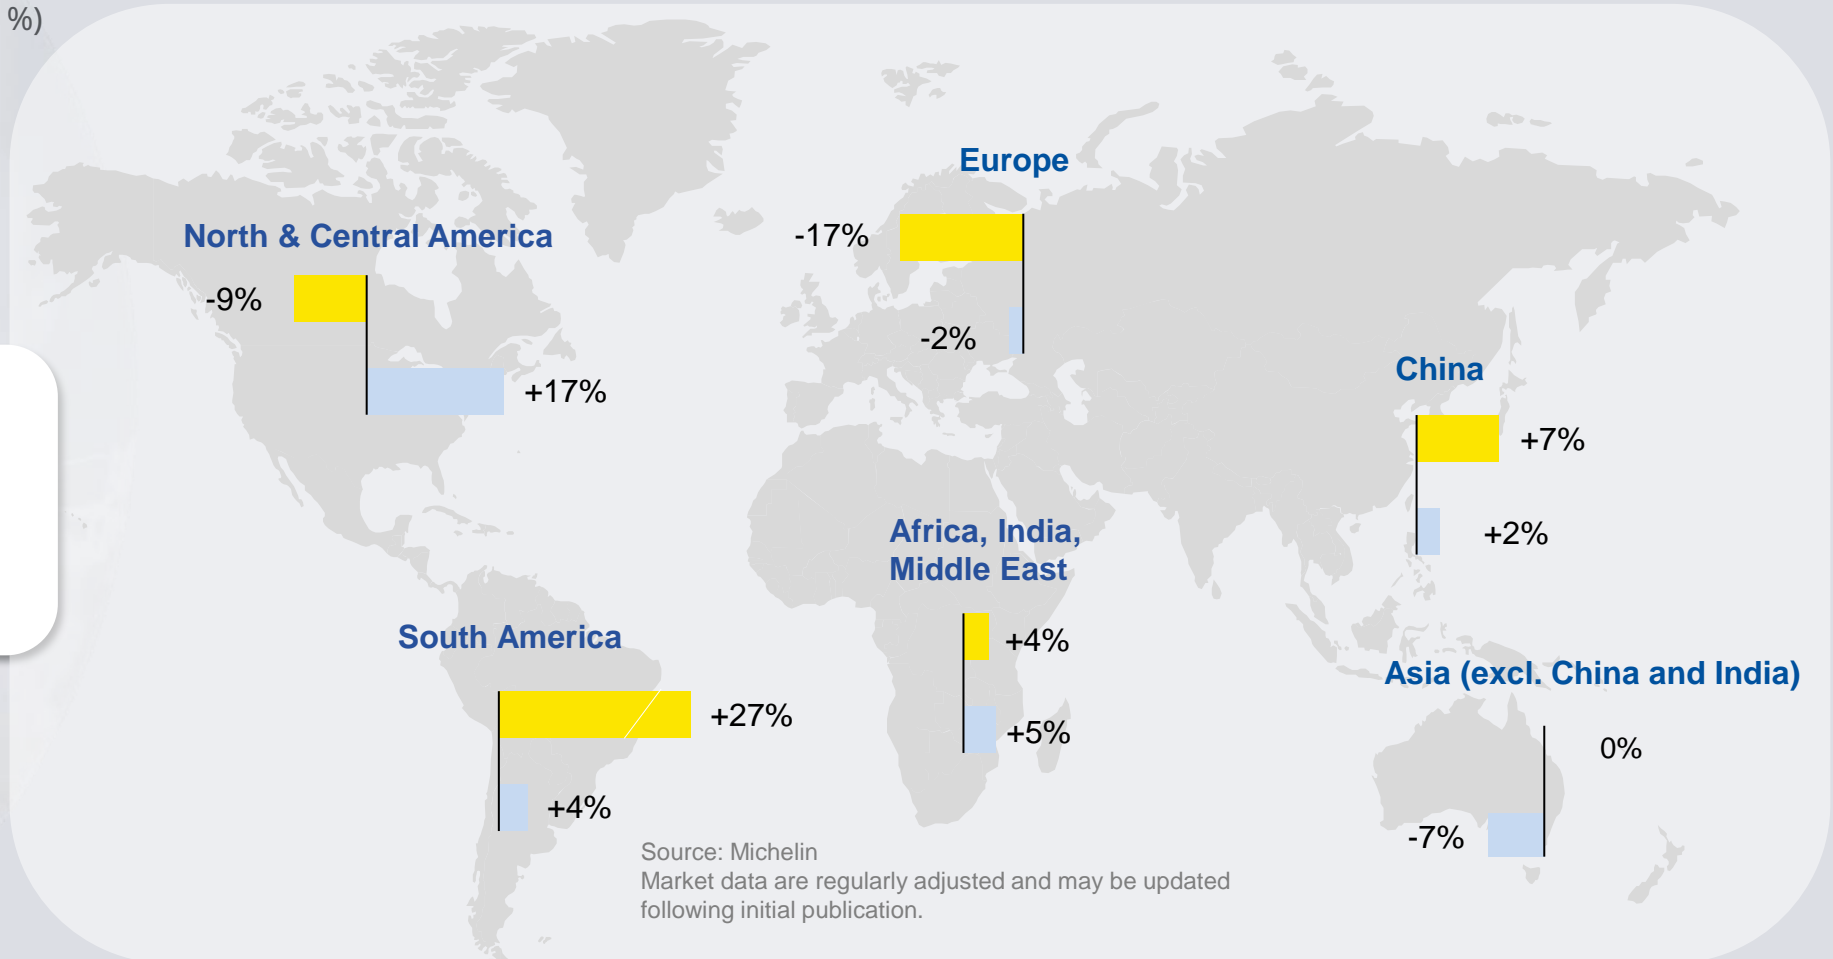 %)
Europe
-17%
-2%
North & Central America
-9%
+17%
China
+7%
+2%
Africa, India,
Middle East
+4%
+5%
South America
+27%
+4%
Asia (excl. China and India)
0%
-7%
Source: Michelin
Market data are regularly adjusted and may be updated
following initial publication.